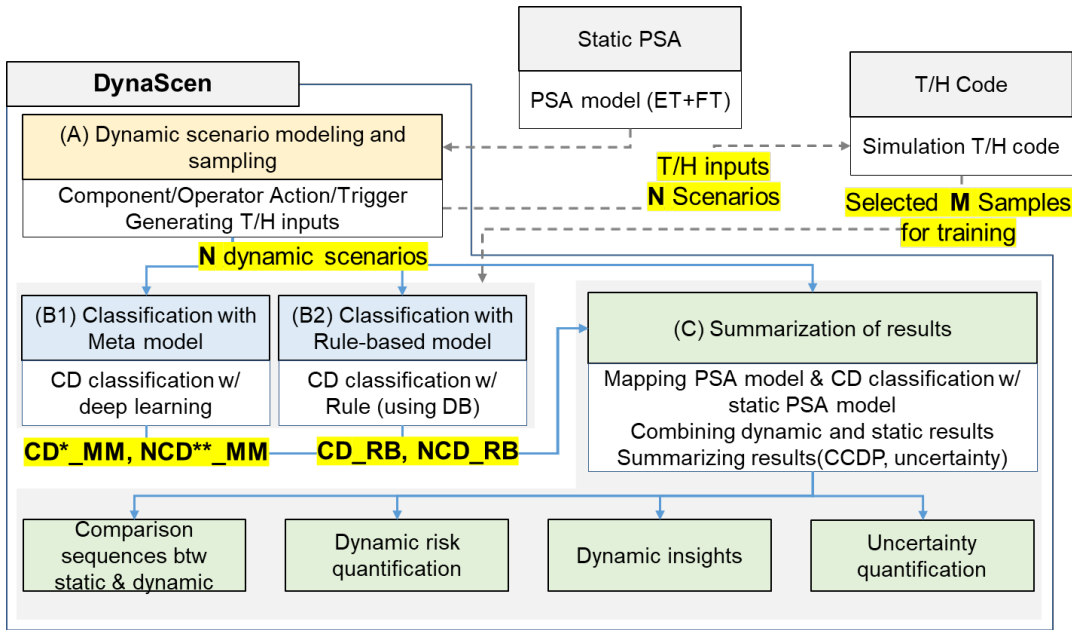 Static PSA
PSA model (ET+FT)
T/H Code
Simulation T/H code
DynaScen
(A) Dynamic scenario modeling and
sampling
Component/Operator Action/Trigger
Generating T/H inputs
T/H inputs
N Scenarios
Selected M Samples
for training
N dynamic scenarios
(B1) Classification with
Meta model
CD classification w/
deep learning
CD*_MM, NCD**_MM
(B2) Classification with
Rule-based model
CD classification w/
Rule (using DB)
CD_RB, NCD_RB
(C) Summarization of results
Mapping PSA model & CD classification w/
static PSA model
Combining dynamic and static results
Summarizing results(CCDP, uncertainty)
Comparison
sequences btw
static & dynamic
Dynamic risk
quantification
Dynamic insights
Uncertainty
quantification